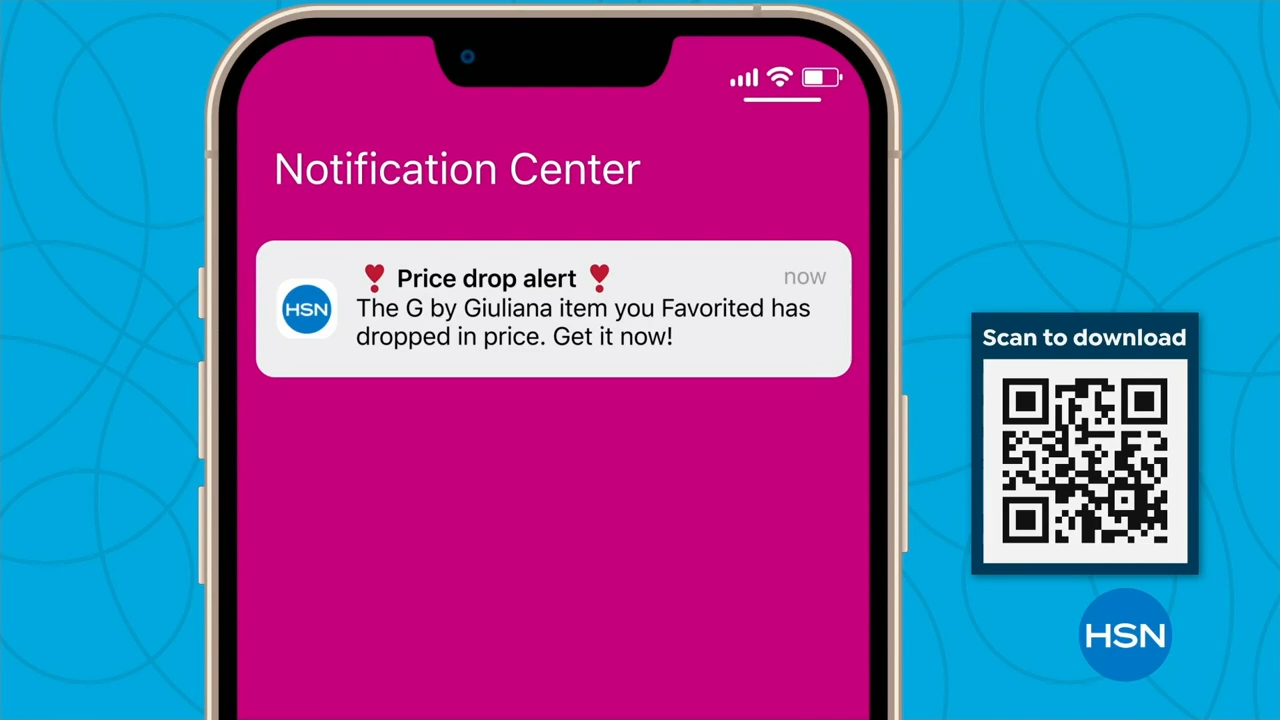 Notification Center
❣ Price drop alert ❣
now
HSN
The G by Giuliana item you Favorited has
dropped in price. Get it now!
Scan to download
HSN